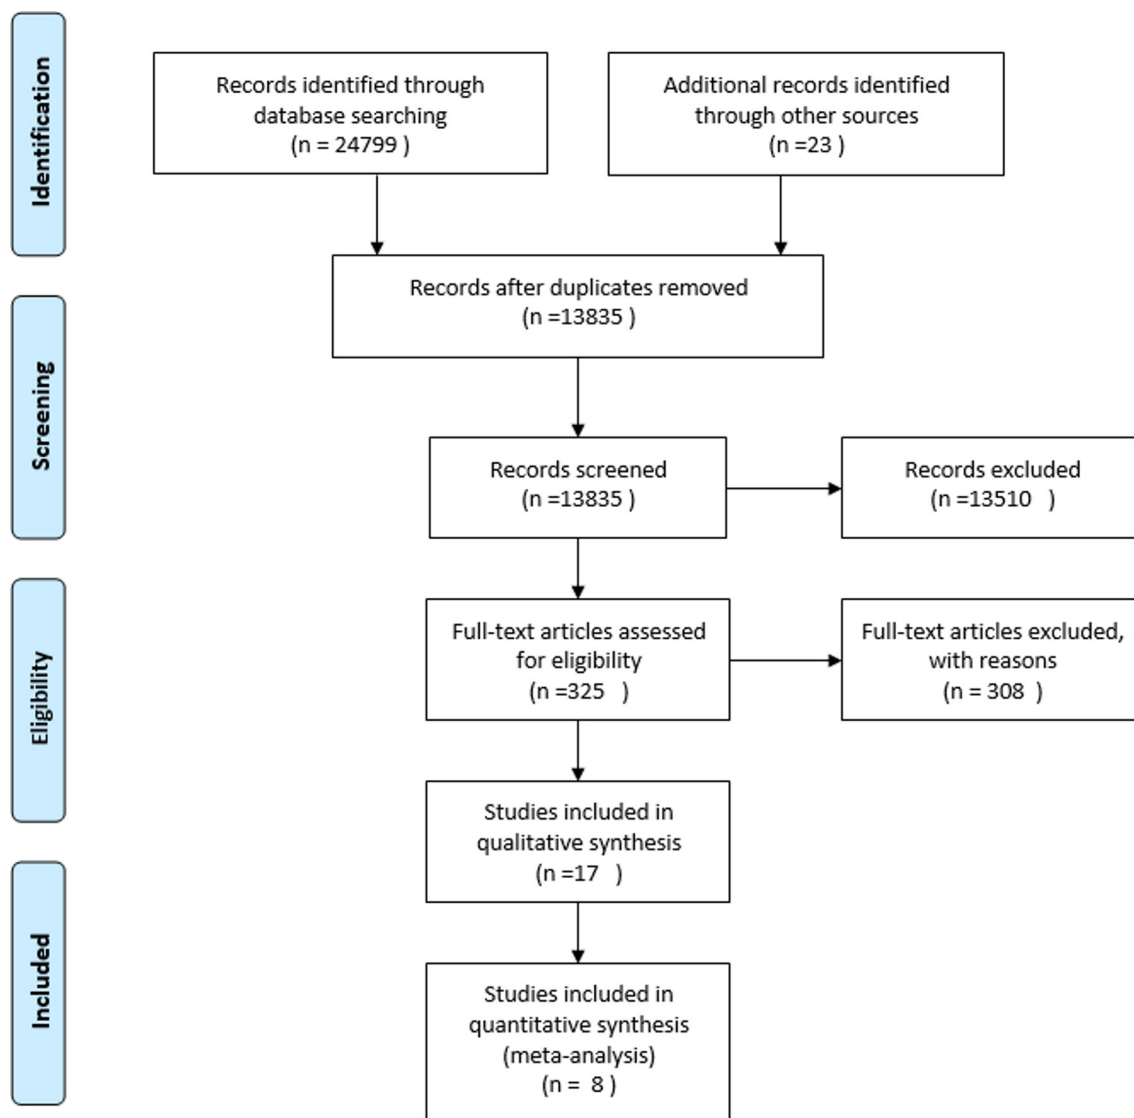 Identification
Records identified through
database searching
(n = 24799 )
Additional records identified
through other sources
(n =23 )
Records after duplicates removed
(n =13835 )
Screening
Records screened
(n =13835 )
Records excluded
(n =13510   )
Eligibility
Full-text articles assessed
for eligibility
(n =325   )
Full-text articles excluded,
with reasons
(n = 308  )
Studies included in
qualitative synthesis
(n =17   )
Included
Studies included in
quantitative synthesis
(meta-analysis)
(n =  8 )